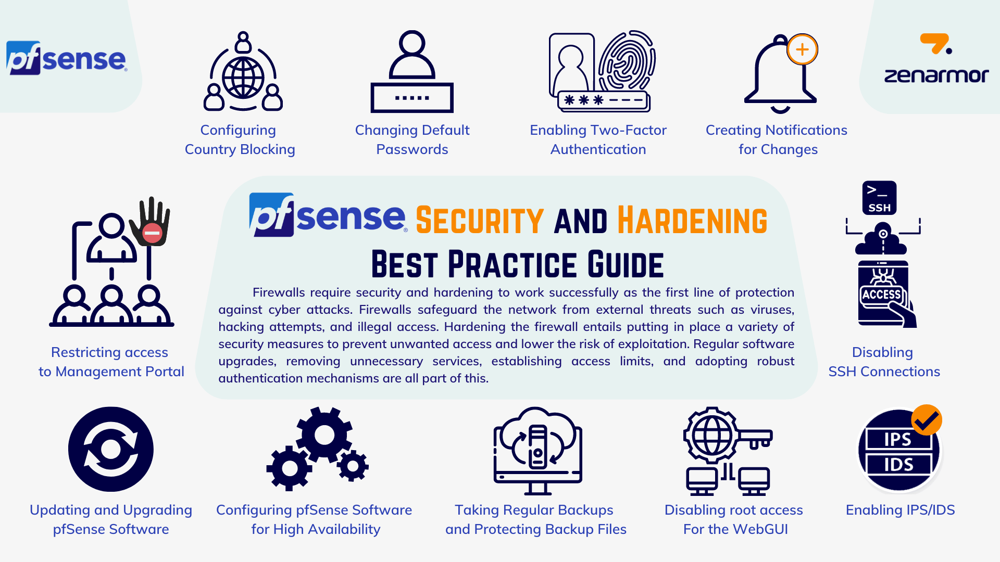 pfsense®
zenarmor
Configuring
Country Blocking
Changing Default
Passwords
*** ---
Enabling Two-Factor
Authentication
Creating Notifications
for Changes
pfsense® Security and Hardening
Best Practice Guide
Firewalls require security and hardening to work successfully as the first line of protection
against cyber attacks. Firewalls safeguard the network from external threats such as viruses,
hacking attempts, and illegal access. Hardening the firewall entails putting in place a variety of
security measures to prevent unwanted access and lower the risk of exploitation. Regular software
upgrades, removing unnecessary services, establishing access limits, and adopting robust
authentication mechanisms are all part of this.
Restricting access
to Management Portal
>_
SSH
ACCESS
Disabling
SSH Connections
Updating and Upgrading
pfSense Software
Configuring pfSense Software
for High Availability
Taking Regular Backups
and Protecting Backup Files
Disabling root access
For the WebGUI
IPS
IDS
Enabling IPS/IDS